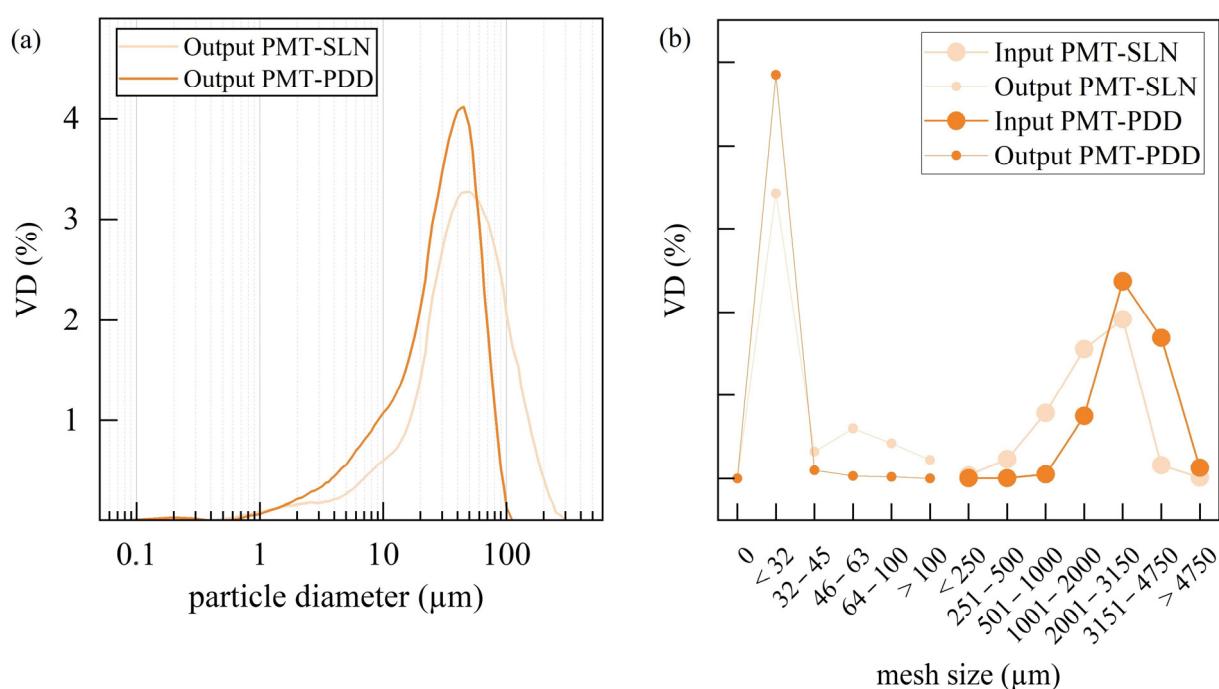 (a)
Output PMT-SLN
Output PMT-PDD
4
3
2
1
VD (%)
0.1 1 10 100
particle diameter (µm)
(b)
Input PMT-SLN
Output PMT-SLN
Input PMT-PDD
Output PMT-PDD
VD (%)
0
< 32
32 – 45
46 – 63
64 – 100
> 100
< 250
251 – 500
501 – 1000
1001 – 2000
2001 – 3150
3151 – 4750
> 4750
mesh size (µm)